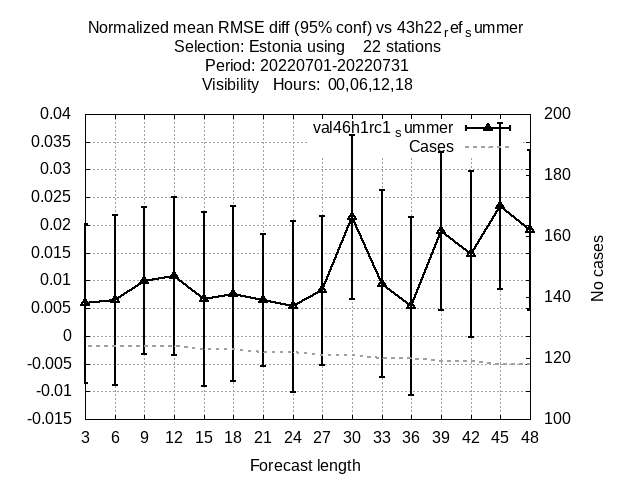 Normalized mean RMSE diff (95% conf) vs 43h22refsummer
Selection: Estonia using 22 stations
Period: 20220701-20220731
Visibility Hours: 00,06,12,18
0.04
0.035
0.03
0.025
0.02
0.015
0.01
0.005
0
-0.005
-0.01
-0.015
200
180
160
140
120
100
val46h1rc1summer
Cases
No cases
3 6 9 12 15 18 21 24 27 30 33 36 39 42 45 48
Forecast length